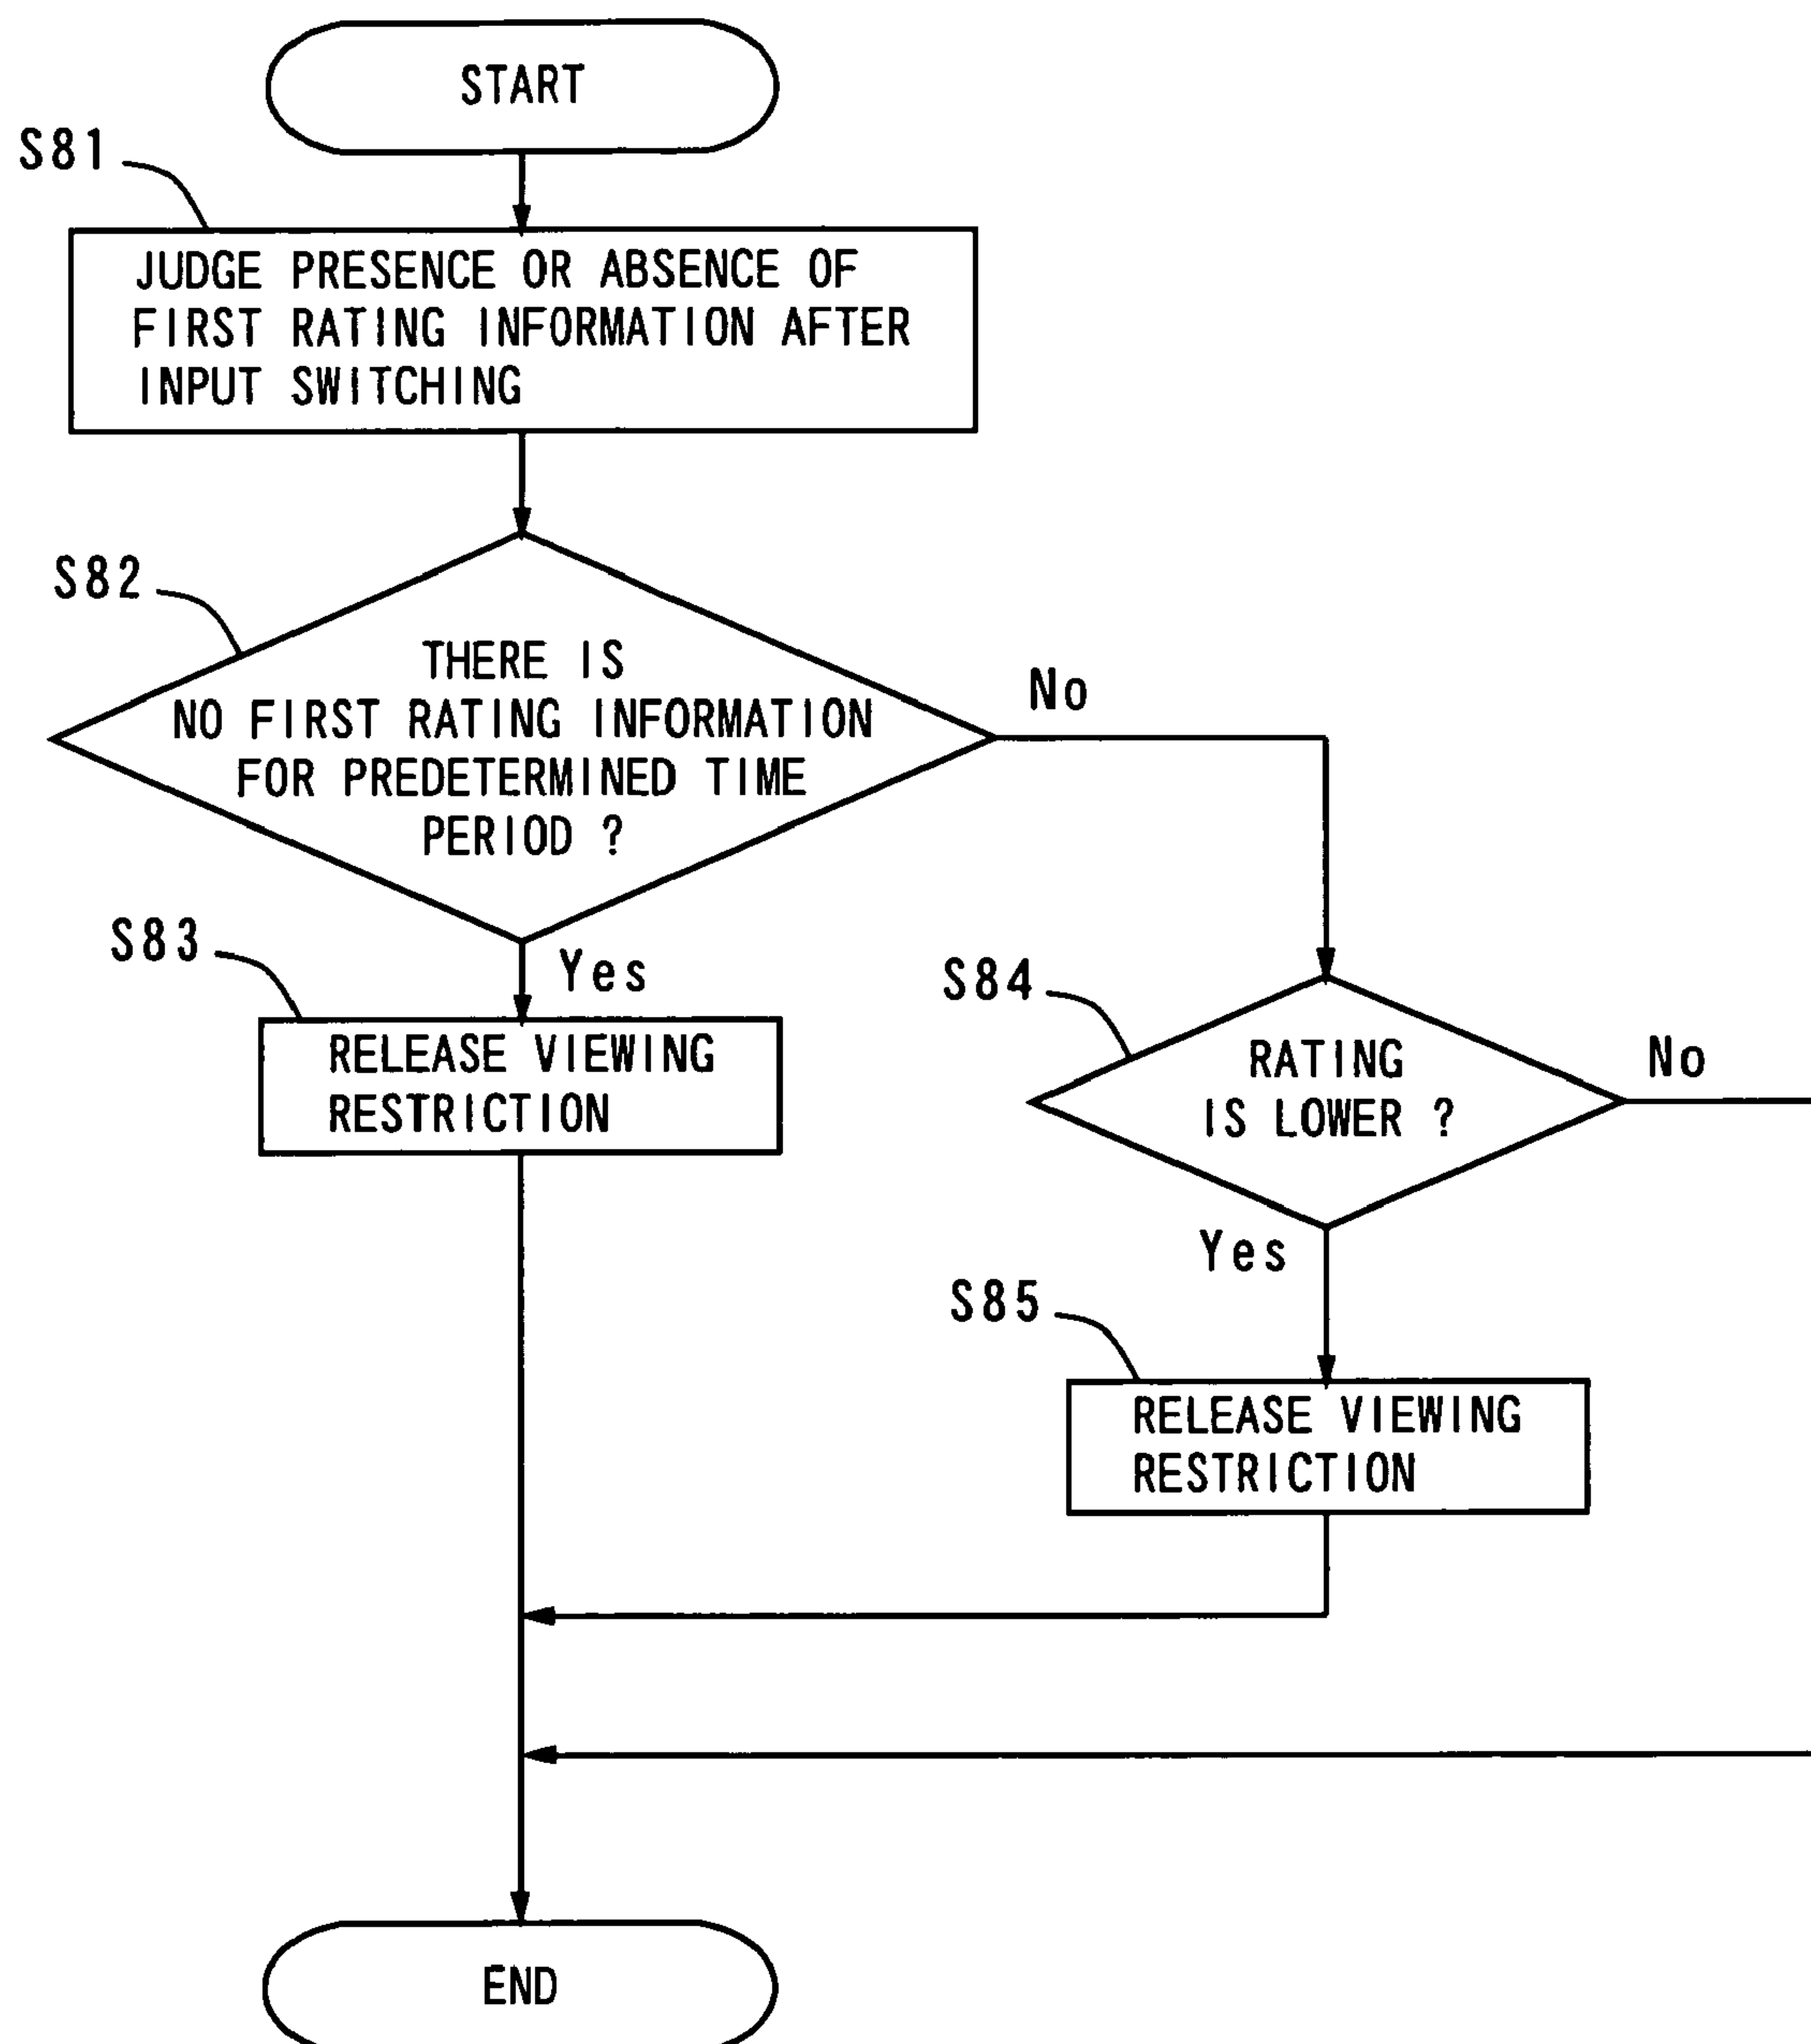 START
S81
JUDGE PRESENCE OR ABSENCE OF
FIRST RATING INFORMATION AFTER
INPUT SWITCHING
S82
THERE IS
NO FIRST RATING INFORMATION
FOR PREDETERMINED TIME
PERIOD ?
No
S83
Yes
RELEASE VIEWING
RESTRICTION
S84
RATING
IS LOWER ?
No
Yes
S85
RELEASE VIEWING
RESTRICTION
END